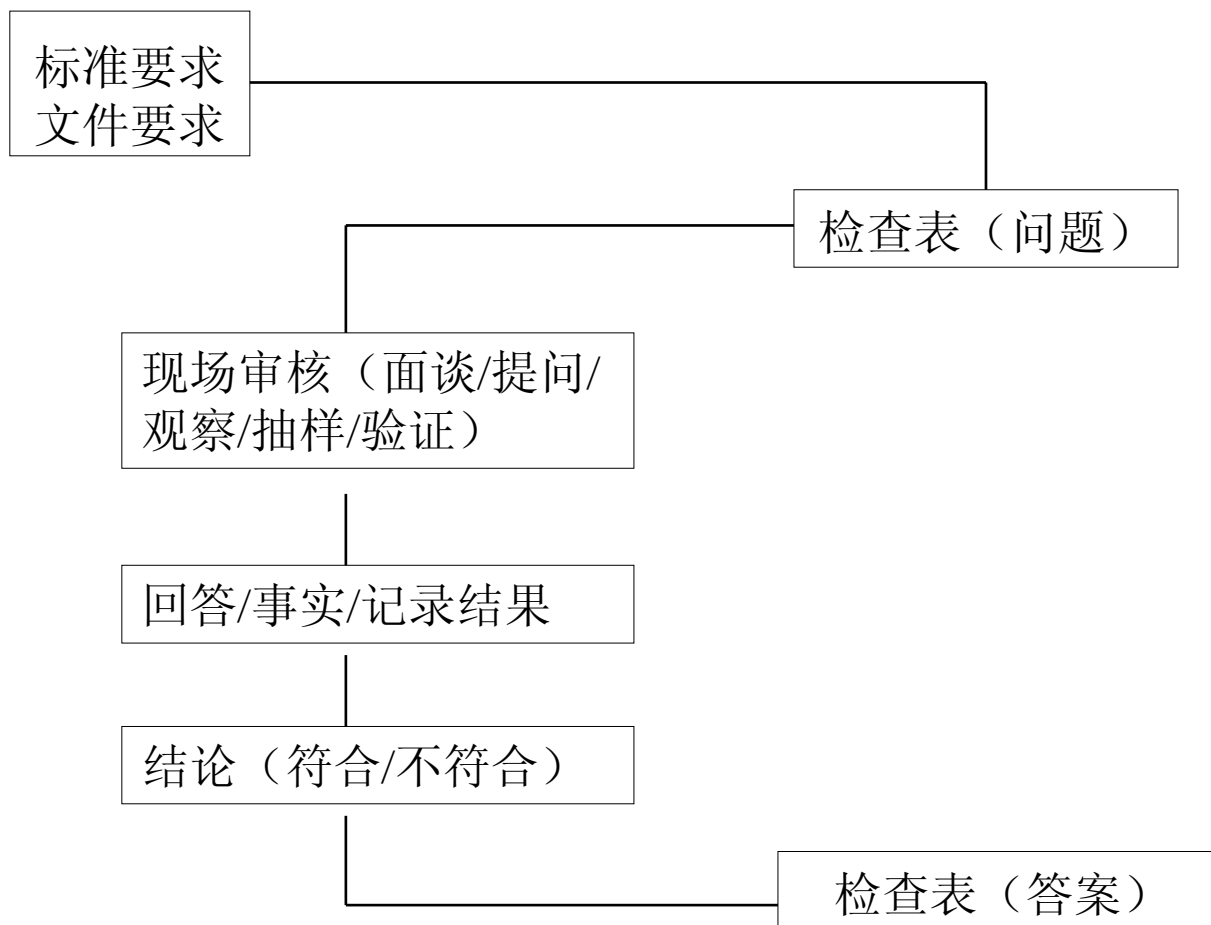 标准要求
文件要求
检查表（问题）
现场审核（面谈/提问/
观察/抽样/验证）
回答/事实/记录结果
结论（符合/不符合）
检查表（答案）